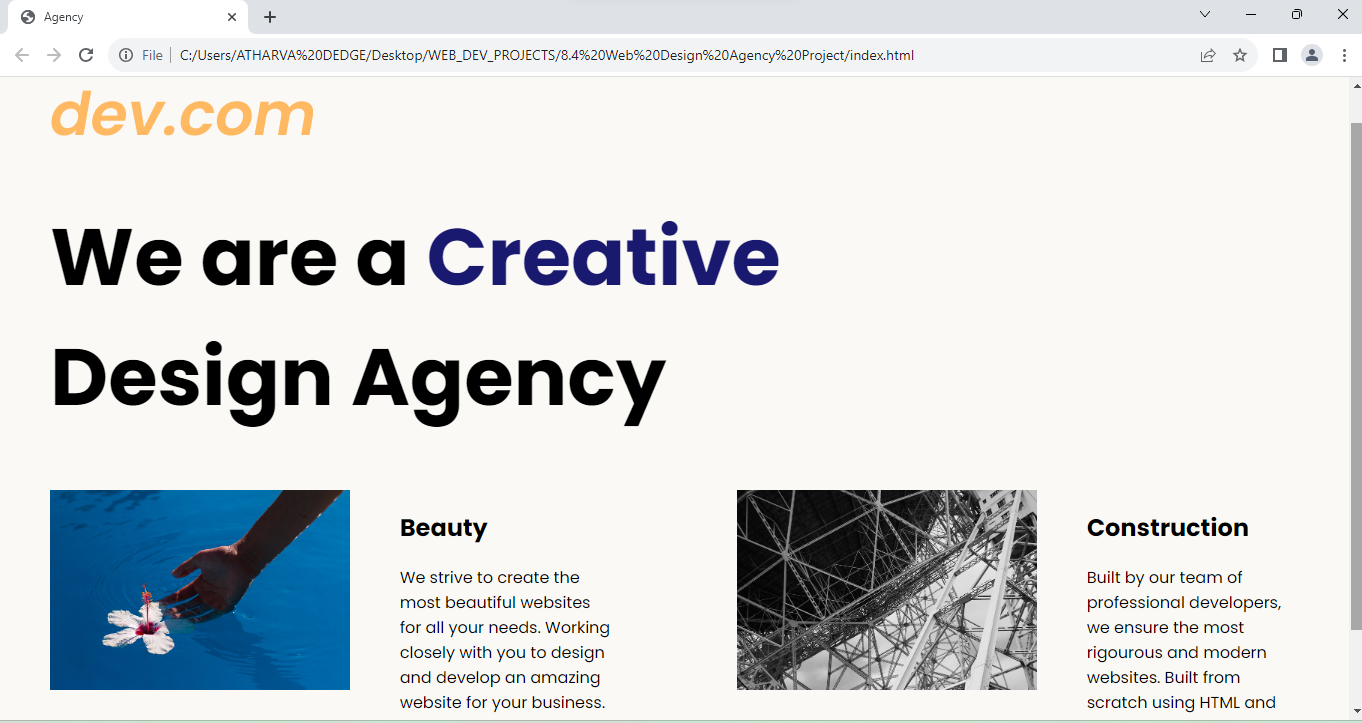 Agency
File
C:/Users/ATHARVA%20DEDGE/Desktop/WEB_DEV_PROJECTS/8.4%20Web%20Design%20Agency%20Project/index.html
dev.com
We are a Creative
Design Agency
Beauty
We strive to create the
most beautiful websites
for all your needs. Working
closely with you to design
and develop an amazing
website for your business.
Construction
Built by our team of
professional developers,
we ensure the most
rigourous and modern
websites. Built from
scratch using HTML and